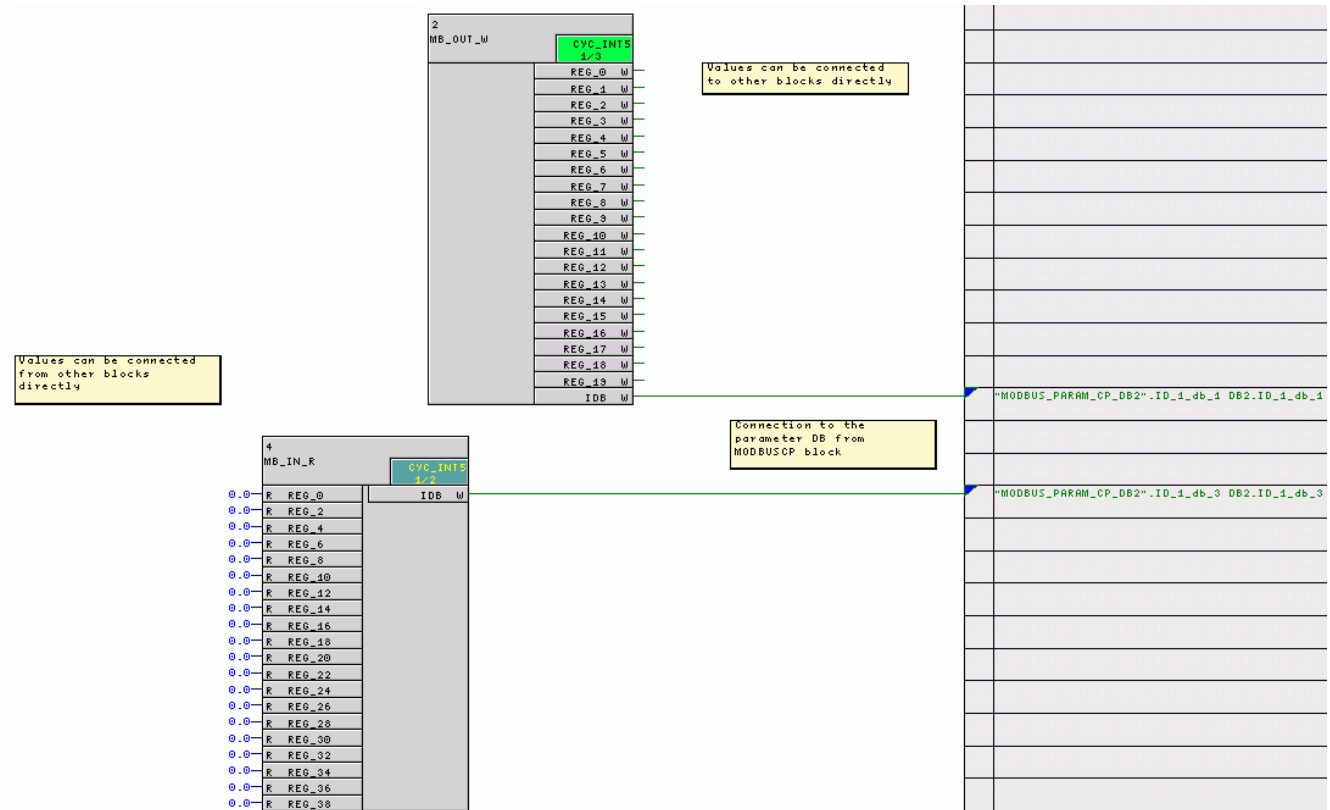 2
MB_OUT_W
CYC_INT5
1/3
REG_0 W
REG_1 W
REG_2 W
REG_3 W
REG_4 W
REG_5 W
REG_6 W
REG_7 W
REG_8 W
REG_9 W
REG_10 W
REG_11 W
REG_12 W
REG_13 W
REG_14 W
REG_15 W
REG_16 W
REG_17 W
REG_18 W
REG_19 W
IDB W
Values can be connected
to other blocks directly
Values can be connected
from other blocks
directly
"MODBUS_PARAM_CP_DB2".ID_1_db_1 DB2.ID_1_db_1
Connection to the
parameter DB from
MODBUSCP block
4
MB_IN_R
CYC_INT5
1/2
0.0 R REG_0 IDB W
"MODBUS_PARAM_CP_DB2".ID_1_db_3 DB2.ID_1_db_3
0.0 R REG_2
0.0 R REG_4
0.0 R REG_6
0.0 R REG_8
0.0 R REG_10
0.0 R REG_12
0.0 R REG_14
0.0 R REG_16
0.0 R REG_18
0.0 R REG_20
0.0 R REG_22
0.0 R REG_24
0.0 R REG_26
0.0 R REG_28
0.0 R REG_30
0.0 R REG_32
0.0 R REG_34
0.0 R REG_36
0.0 R REG_38